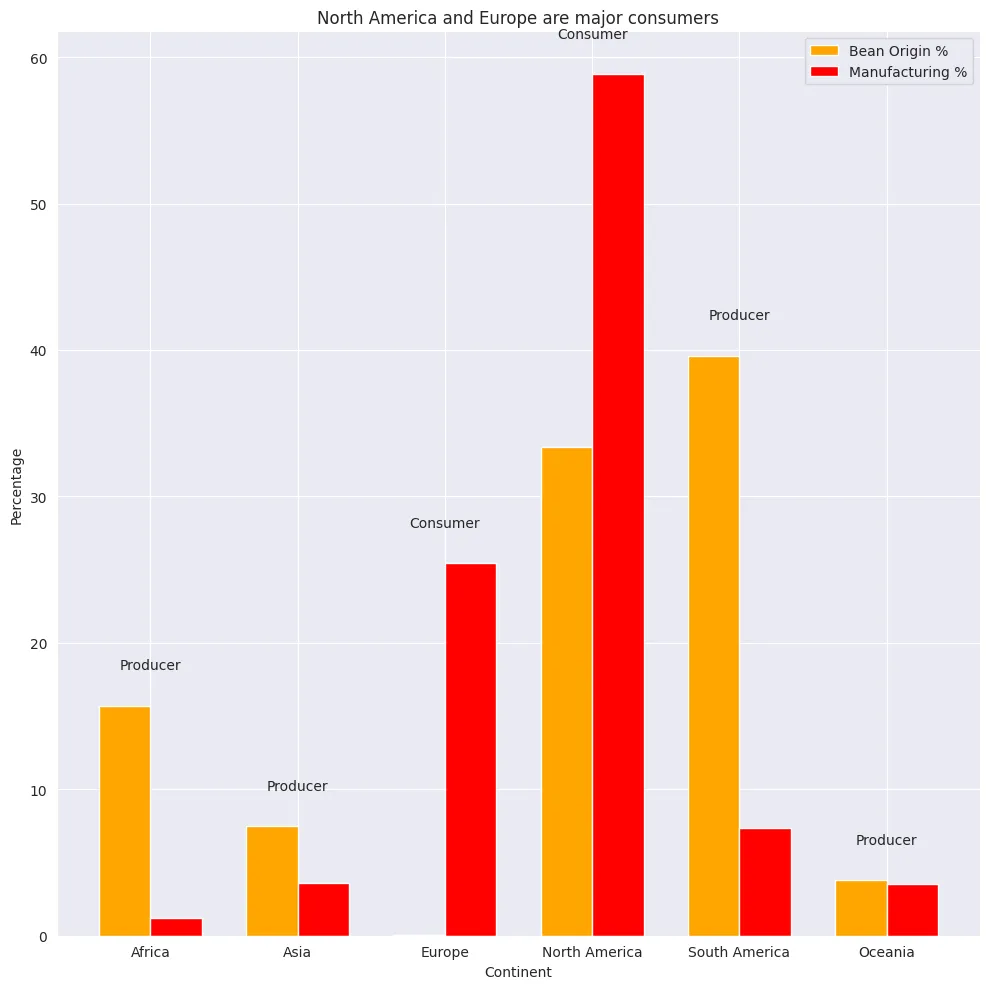 North America and Europe are major consumers
Consumer
Bean Origin %
Manufacturing %
Producer
Consumer
Producer
Producer
Producer
60
50
40
30
20
10
0
Percentage
Africa
Asia
Europe
North America
South America
Oceania
Continent